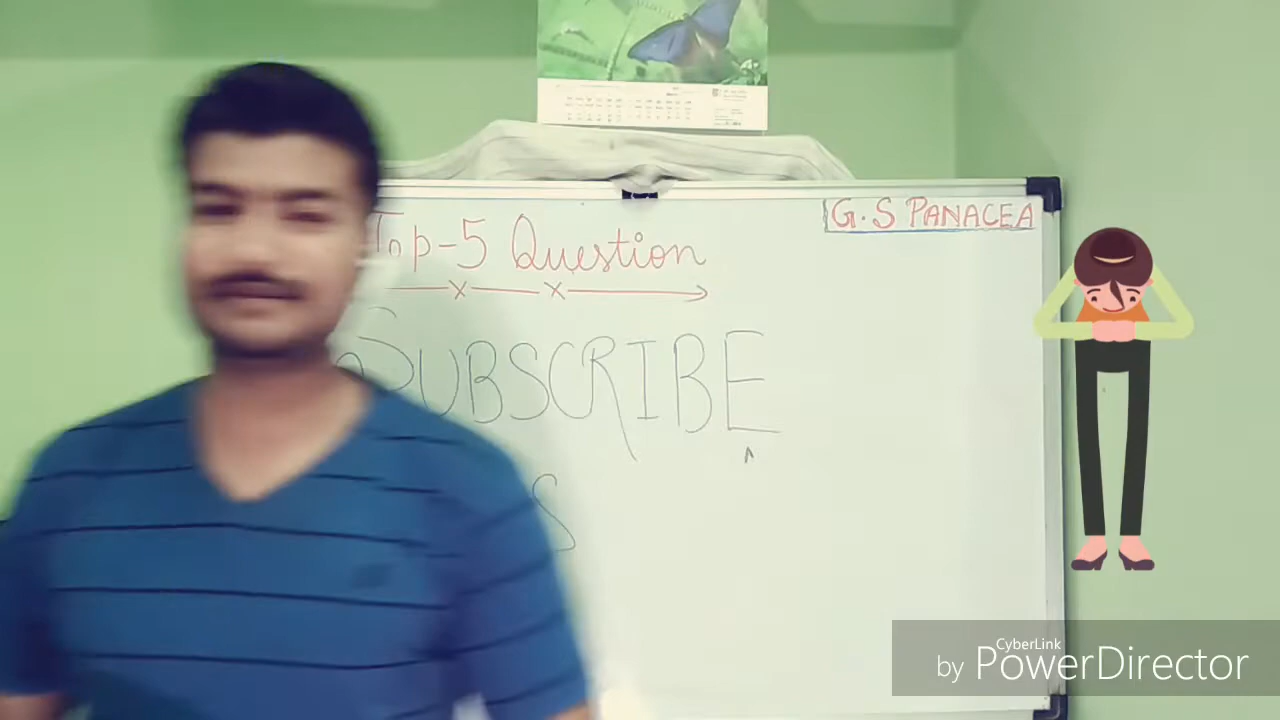 G.S PANACEA
Top-5 Question
SUBSCRIBE
S
CyberLink
by PowerDirector